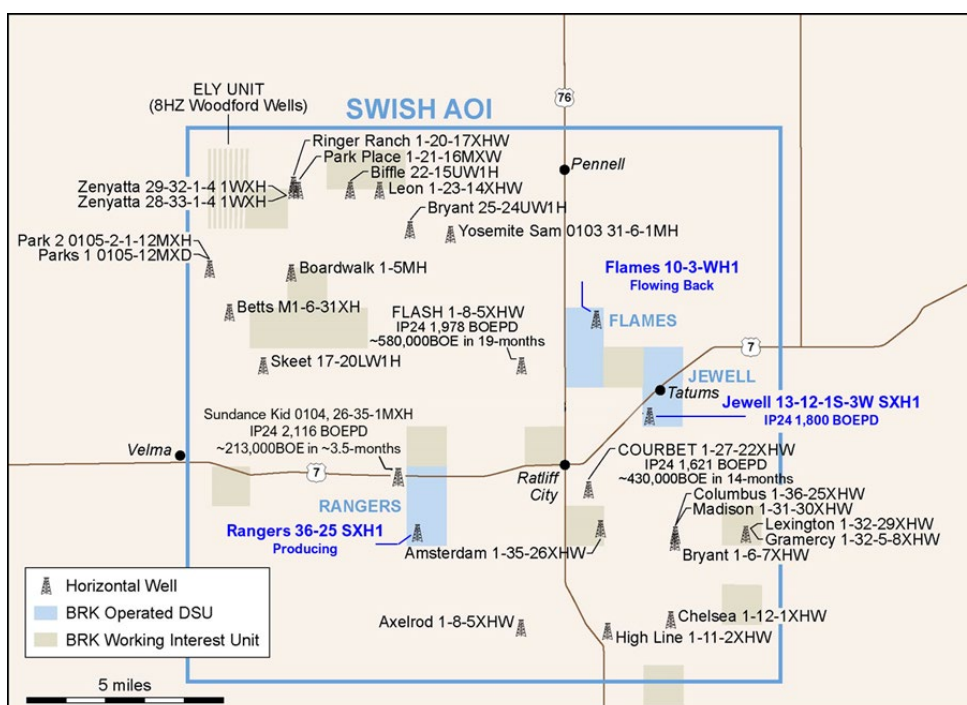 ELY UNIT
(8HZ Woodford Wells)
SWISH AOI
76
Ringer Ranch 1-20-17XHW
Park Place 1-21-16MXW
Biffle 22-15UW1H
Pennell
Zenyatta 29-32-1-4 1WXH
Leon 1-23-14XHW
Zenyatta 28-33-1-4 1WXH
Bryant 25-24UW1H
Yosemite Sam 0103 31-6-1MH
Park 2 0105-2-1-12MXH
Parks 1 0105-12MXD
Boardwalk 1-5MH
Flames 10-3-WH1
Flowing Back
Betts M1-6-31XH
FLASH 1-8-5XHW
IP24 1,978 BOEPD
~580,000BOE in 19-months
FLAMES
7
Skeet 17-20LW1H
JEWELL
Tatums
Jewell 13-12-1S-3W SXH1
IP24 1,800 BOEPD
Sundance Kid 0104, 26-35-1MXH
IP24 2,116 BOEPD
~213,000BOE in ~3.5-months
Velma
7
Ratliff
City
COURBET 1-27-22XHW
IP24 1,621 BOEPD
~430,000BOE in 14-months
Columbus 1-36-25XHW
Madison 1-31-30XHW
RANGERS
Rangers 36-25 SXH1
Producing
Lexington 1-32-29XHW
Gramercy 1-32-5-8XHW
Amsterdam 1-35-26XHW
Bryant 1-6-7XHW
Horizontal Well
BRK Operated DSU
BRK Working Interest Unit
Axelrod 1-8-5XHW
Chelsea 1-12-1XHW
High Line 1-11-2XHW
5 miles